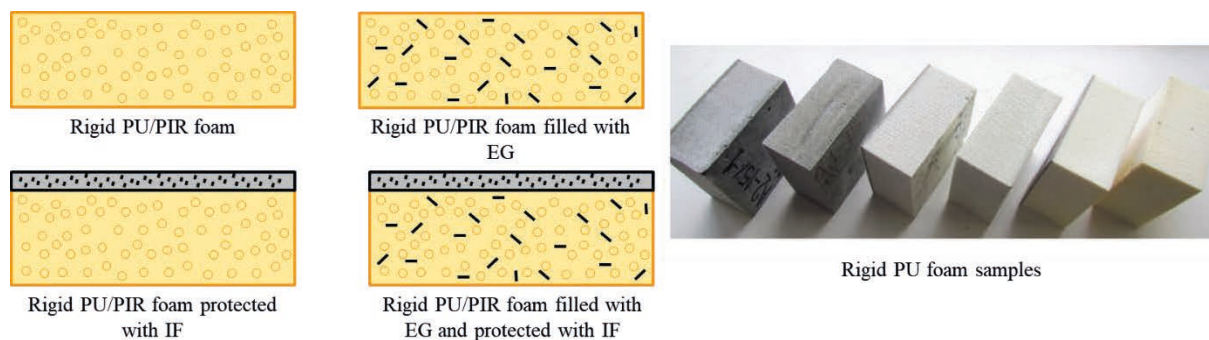 Rigid PU/PIR foam
Rigid PU/PIR foam filled with
EG
Rigid PU/PIR foam protected
with IF
Rigid PU/PIR foam filled with
EG and protected with IF
Rigid PU foam samples